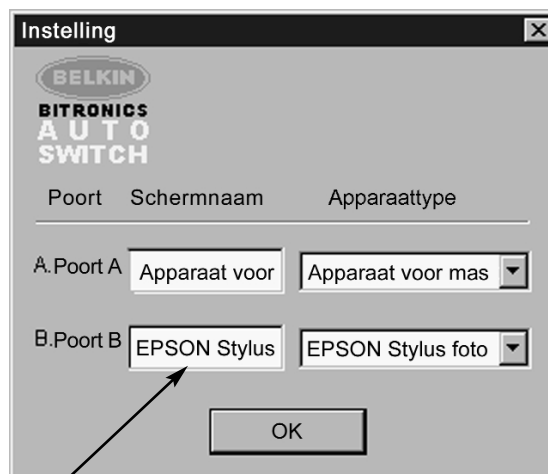 Instelling
BELKIN
BITRONICS
AUTO
SWITCH
Poort Schermnaam Apparaattype
A.Poort A Apparaat voor Apparaat voor mas
B.Poort B EPSON Stylus EPSON Stylus foto
OK